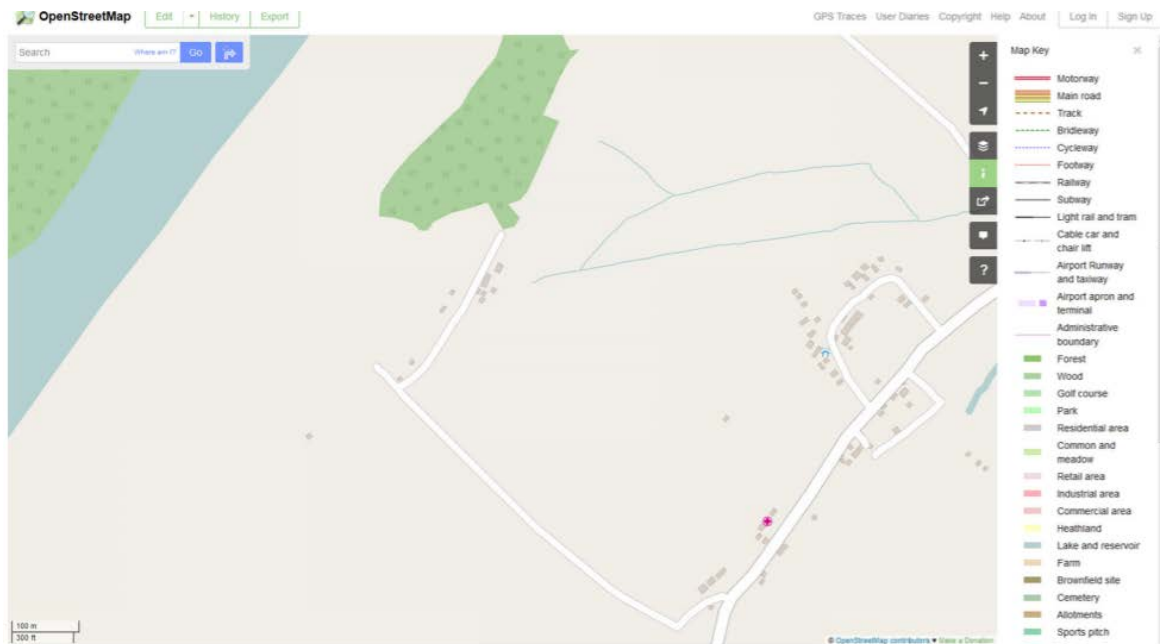 OpenStreetMap Edit History Export GPS Traces User Diaries Copyright Help About Log In Sign Up
Search Where am I? Go
Map Key
Motorway
Main road
Track
Bridleway
Cycleway
Footway
Railway
Subway
Light rail and tram
Cable car and
chair lift
Airport Runway
and taxiway
Airport apron and
terminal
Administrative
boundary
Forest
Wood
Golf course
Park
Residential area
Common and
meadow
Retail area
Industrial area
Commercial area
Heathland
Lake and reservoir
Farm
Brownfield site
Cemetery
Allotments
Sports pitch
100 m
300 ft
© OpenStreetMap contributors ♥ Make a Donation